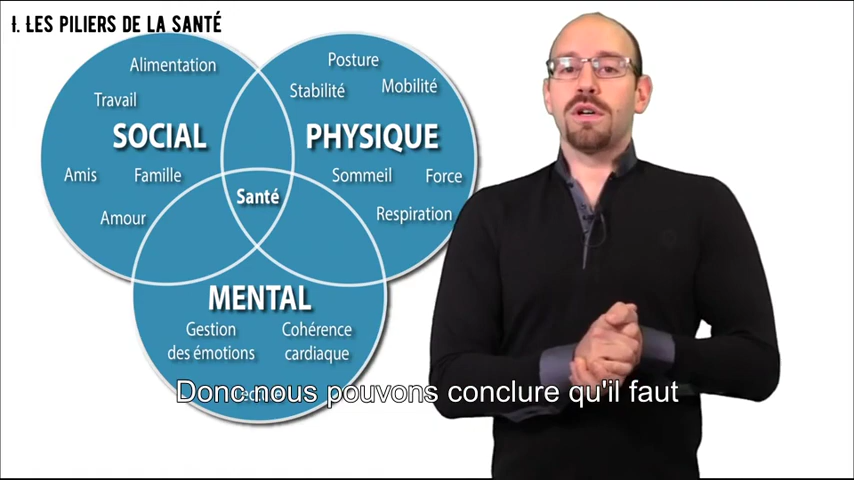 I. Les piliers de la santé
Alimentation
Travail
SOCIAL
Amis
Famille
Amour
Posture
Stabilité
Mobilité
PHYSIQUE
Sommeil
Force
Respiration
Santé
MENTAL
Gestion
des émotions
Cohérence
cardiaque
Donc nous pouvons conclure qu'il faut